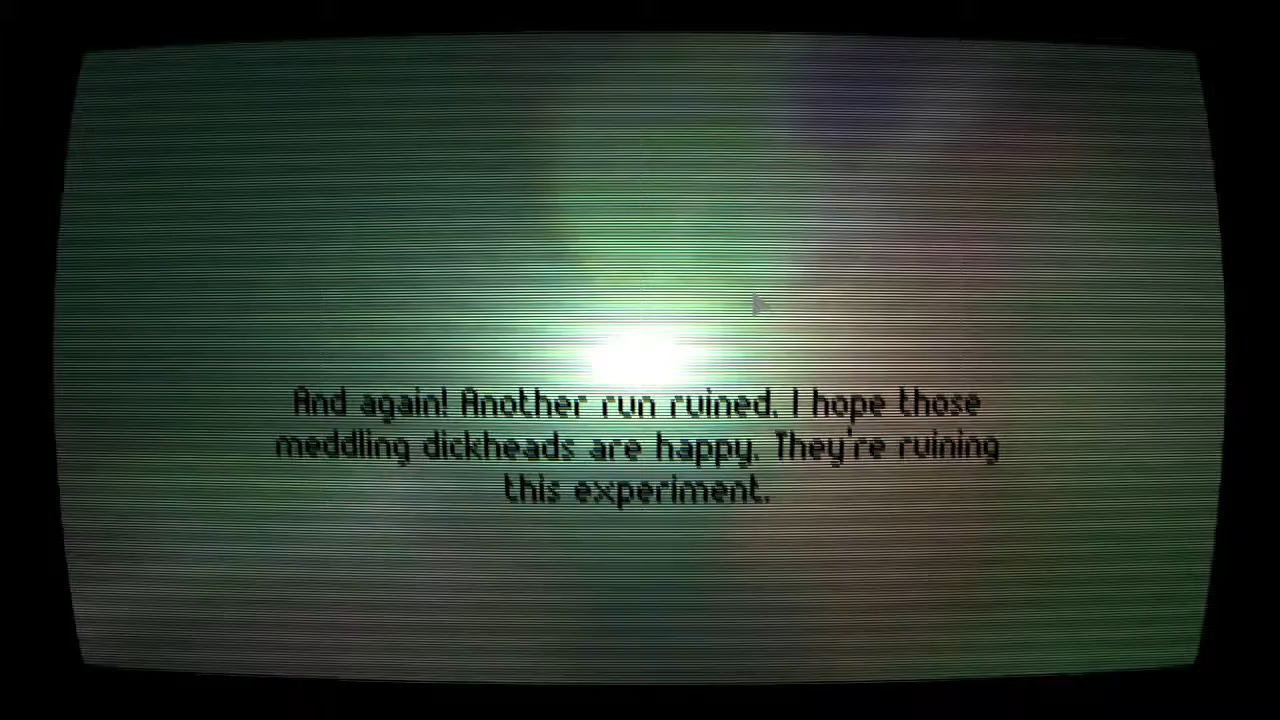 And again! Another run ruined. I hope those
meddling dickheads are happy. They're ruining
this experiment.